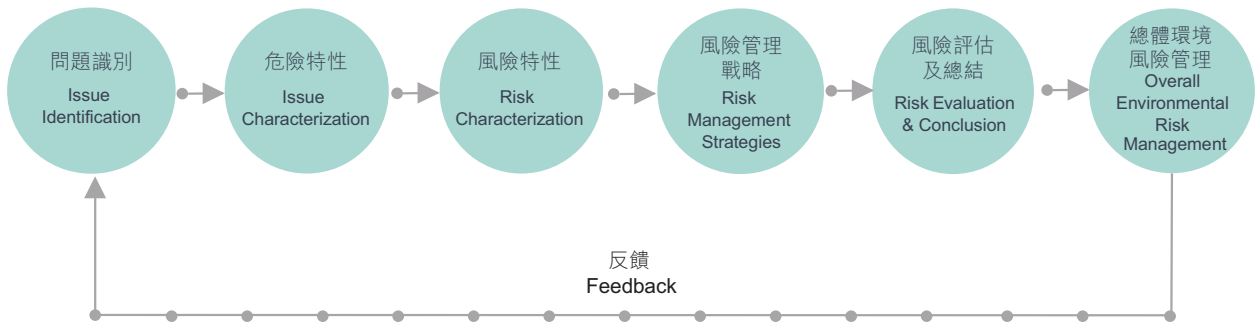 問題識別
Issue
Identification
危險特性
Issue
Characterization
風險特性
Risk
Characterization
風險管理
戰略
Risk
Management
Strategies
風險評估
及總結
Risk Evaluation
& Conclusion
總體環境
風險管理
Overall
Environmental
Risk
Management
反饋
Feedback